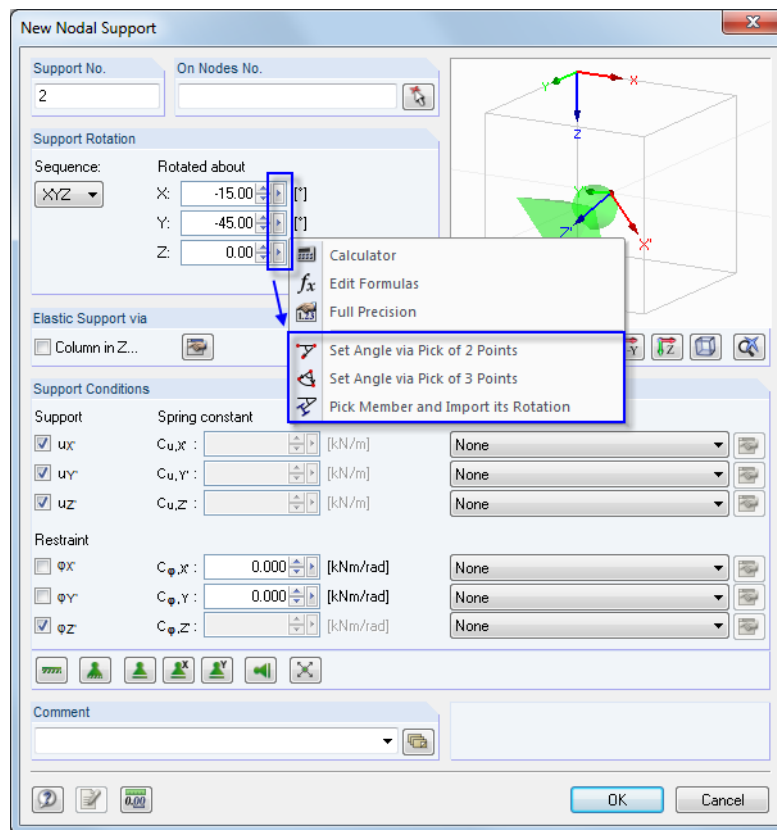 New Nodal Support
Support No.
On Nodes No.
2
Support Rotation
Sequence:
Rotated about
XYZ
X: -15.00 [°]
Y: -45.00 [°]
Z: 0.00
Calculator
Edit Formulas
Full Precision
Set Angle via Pick of 2 Points
Set Angle via Pick of 3 Points
Pick Member and Import its Rotation
Y X
Z
Y' X'
Z'
Elastic Support via
Column in Z...
-Y Z
Support Conditions
Support
Spring constant
uX' Cu,X' : [kN/m] None
uY' Cu,Y' : [kN/m] None
uZ' Cu,Z' : [kN/m] None
Restraint
φX' Cφ,X' : 0.000 [kNm/rad] None
φY' Cφ,Y' : 0.000 [kNm/rad] None
φZ' Cφ,Z' : [kNm/rad] None
X Y
Comment
0.00
OK
Cancel